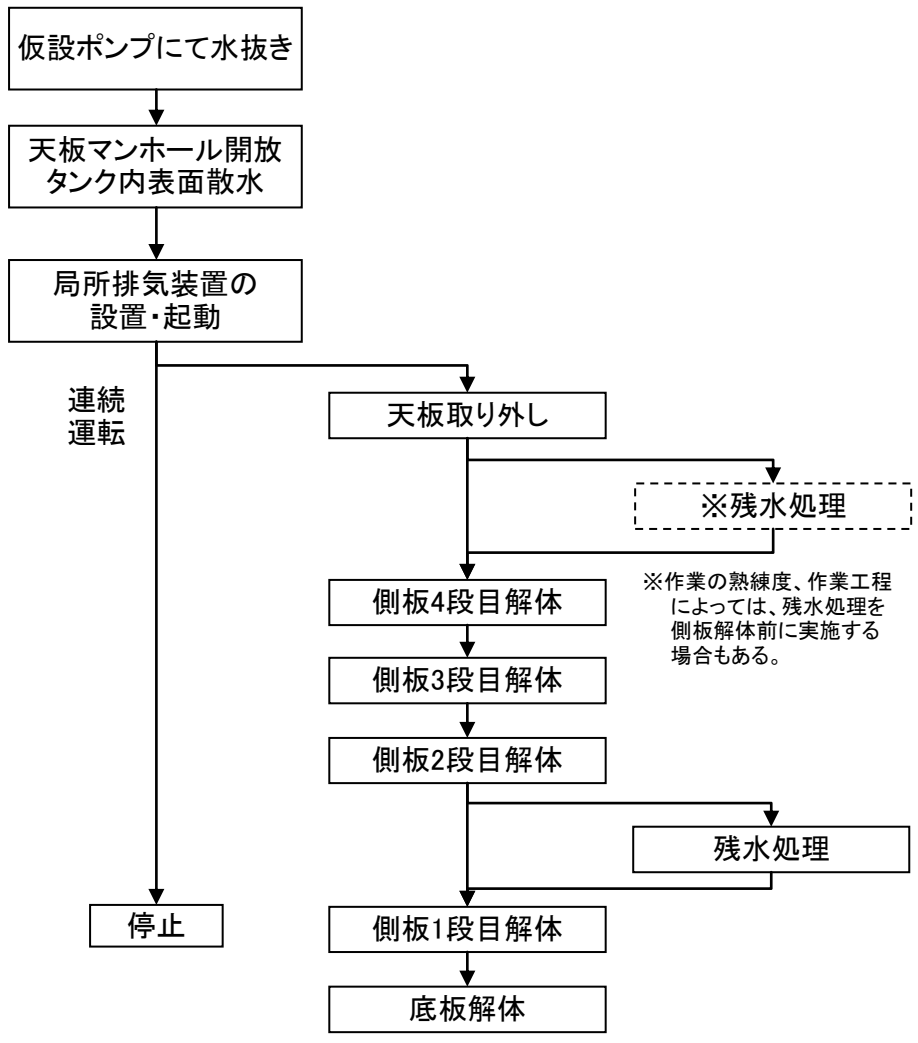 仮設ポンプにて水抜き
天板マンホール開放
タンク内表面散水
局所排気装置の
設置・起動
連続
運転
天板取り外し
※残水処理
※作業の熟練度、作業工程
によっては、残水処理を
側板解体前に実施する
場合もある。
側板4段目解体
側板3段目解体
側板2段目解体
残水処理
停止
側板1段目解体
底板解体